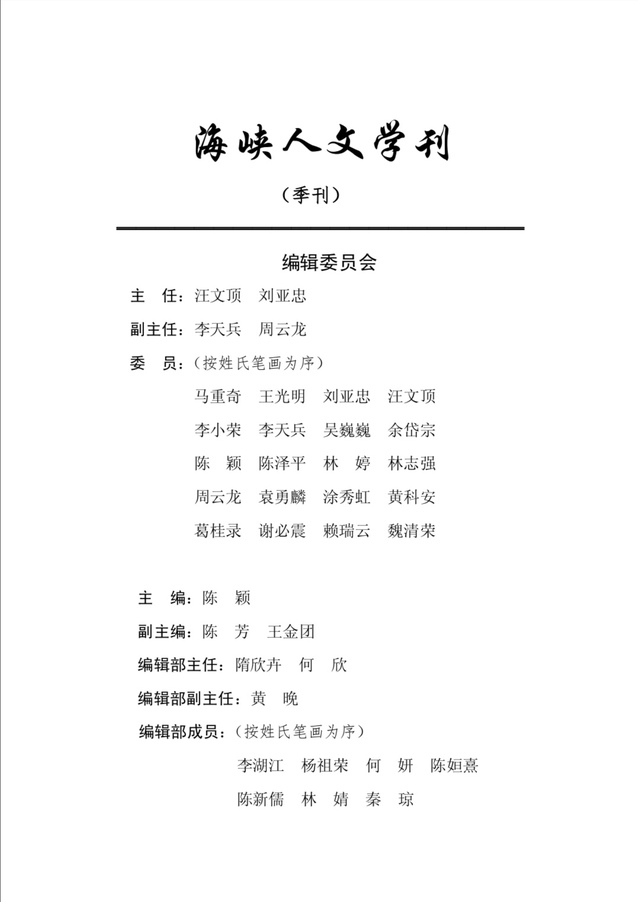 海峡人文学刊
（季刊）
编辑委员会
主　任：汪文顶　刘亚忠
副主任：李天兵　周云龙
委　员：（按姓氏笔画为序）
马重奇　王光明　刘亚忠　汪文顶
李小荣　李天兵　吴巍巍　余岱宗
陈　颖　陈泽平　林　婷　林志强
周云龙　袁勇麟　涂秀虹　黄科安
葛桂录　谢必震　赖瑞云　魏清荣
主　编：陈　颖
副主编：陈　芳　王金团
编辑部主任：隋欣卉　何　欣
编辑部副主任：黄　晚
编辑部成员：（按姓氏笔画为序）
李湖江　杨祖荣　何　妍　陈姮熹
陈新儒　林　婧　秦　琼